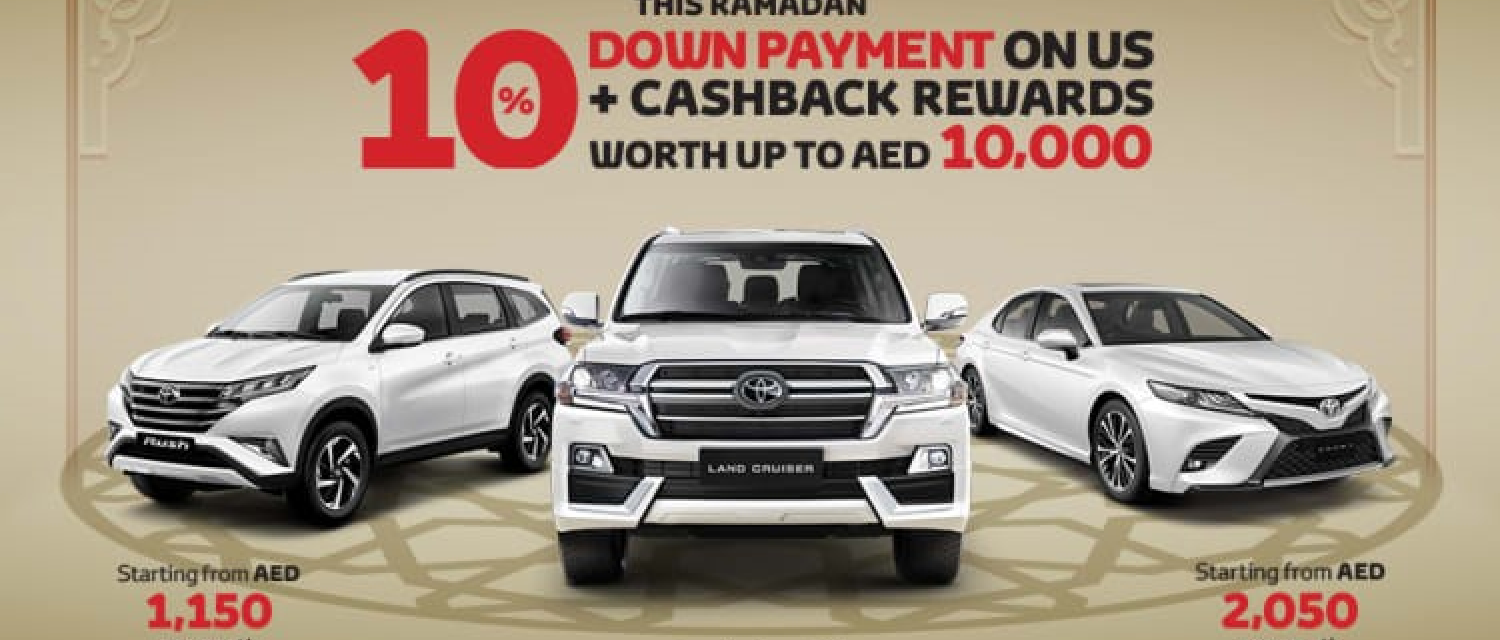 THIS RAMADAN
10% DOWN PAYMENT ON US
+ CASHBACK REWARDS
WORTH UP TO AED 10,000
Rush
LAND CRUISER
Starting from AED
1,150
Starting from AED
2,050